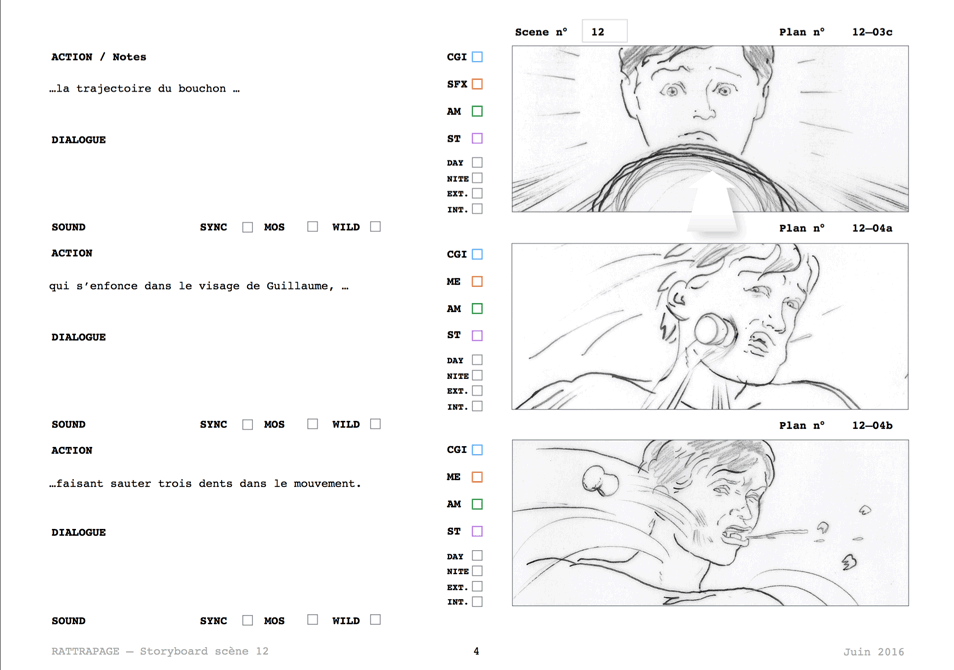 Scene n° 12 Plan n° 12—03c
ACTION / Notes
CGI
…la trajectoire du bouchon …
SFX
AM
DIALOGUE
ST
DAY
NITE
EXT.
INT.
SOUND SYNC MOS WILD
Plan n° 12—04a
ACTION
CGI
qui s’enfonce dans le visage de Guillaume, …
ME
AM
DIALOGUE
ST
DAY
NITE
EXT.
INT.
SOUND SYNC MOS WILD
Plan n° 12—04b
ACTION
CGI
…faisant sauter trois dents dans le mouvement.
ME
AM
DIALOGUE
ST
DAY
NITE
EXT.
INT.
SOUND SYNC MOS WILD
RATTRAPAGE — Storyboard scène 12 4 Juin 2016